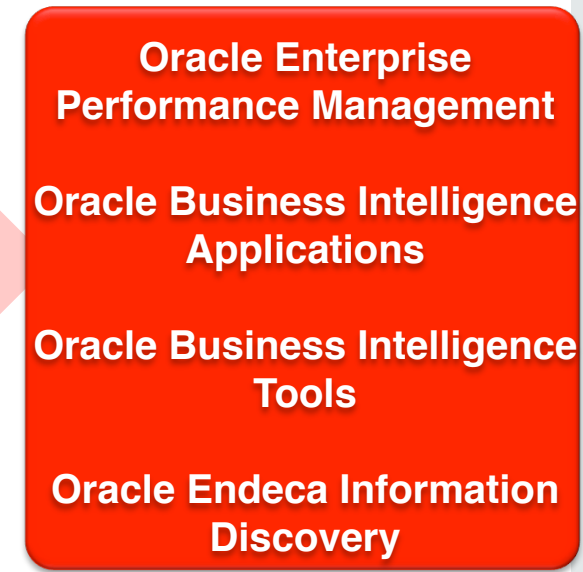 Oracle Enterprise
Performance Management
Oracle Business Intelligence
Applications
Oracle Business Intelligence
Tools
Oracle Endeca Information
Discovery